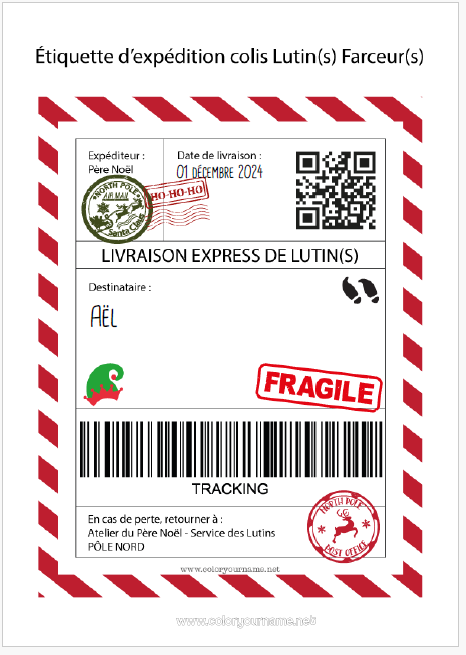 Étiquette d'expédition colis Lutin(s) Farceur(s)
Expéditeur :
Père Noël
Date de livraison :
01 DÉCEMBRE 2024
NORTH POLE
AIR MAIL
Santa Claus
HO-HO-HO!
LIVRAISON EXPRESS DE LUTIN(S)
Destinataire :
AËL
FRAGILE
TRACKING
En cas de perte, retourner à :
Atelier du Père Noël - Service des Lutins
PÔLE NORD
NORTH POLE
POST OFFICE
www.coloryourname.net
www.coloryourname.net